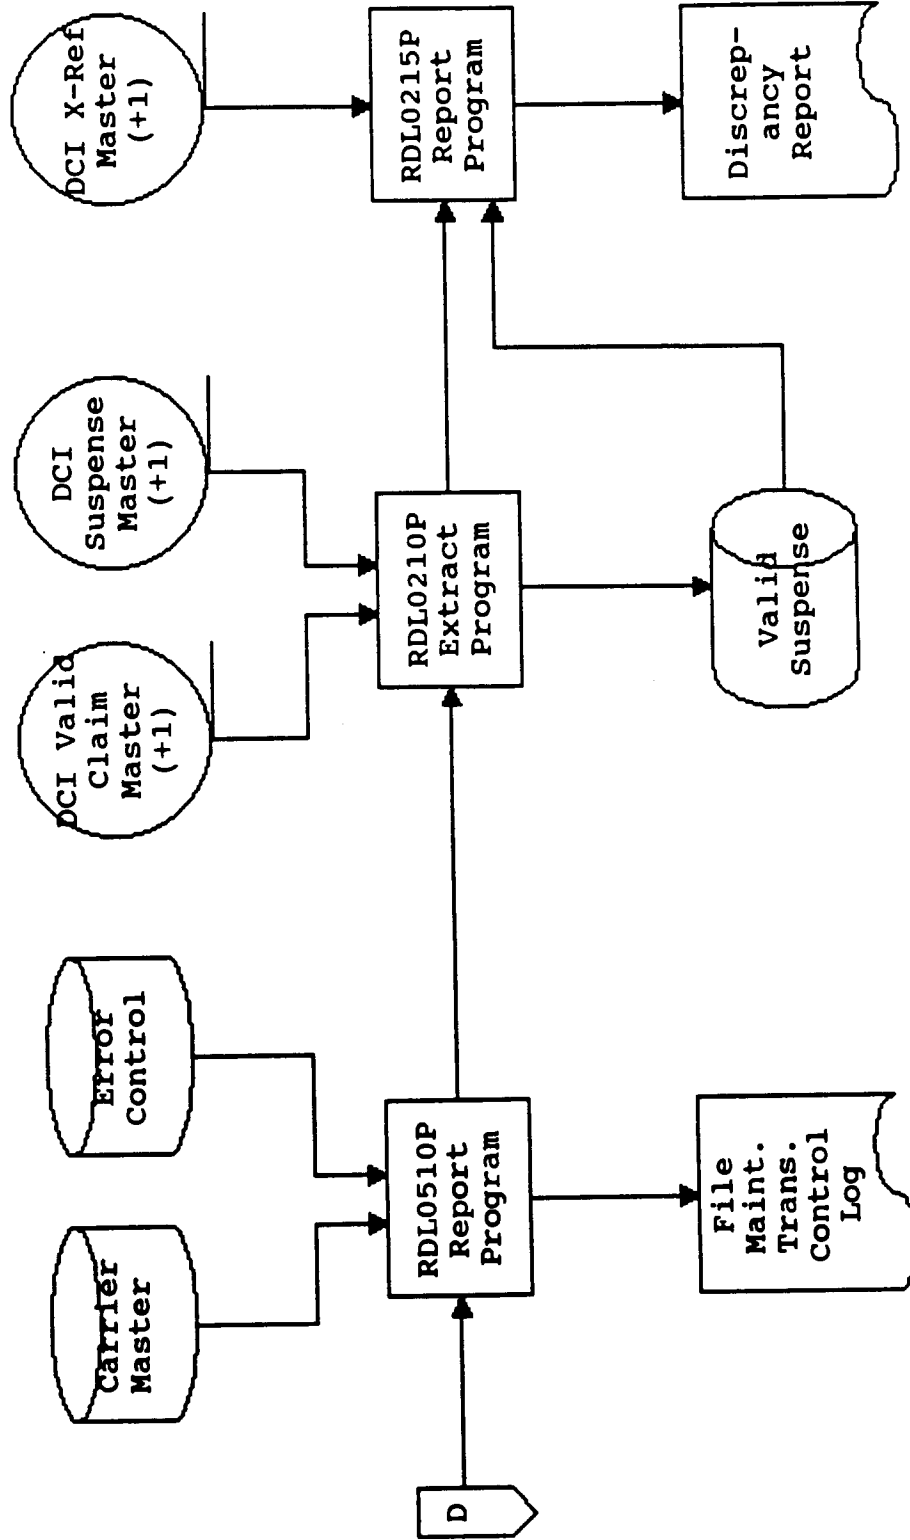 D
Carrier
Master
Error
Control
RDL0510P
Report
Program
File
Maint.
Trans.
Control
Log
DCI Valid
Claim
Master
(+1)
DCI
Suspense
Master
(+1)
RDL0210P
Extract
Program
Valid
Suspense
DCI X-Ref
Master
(+1)
RDL0215P
Report
Program
Discrep-
ancy
Report